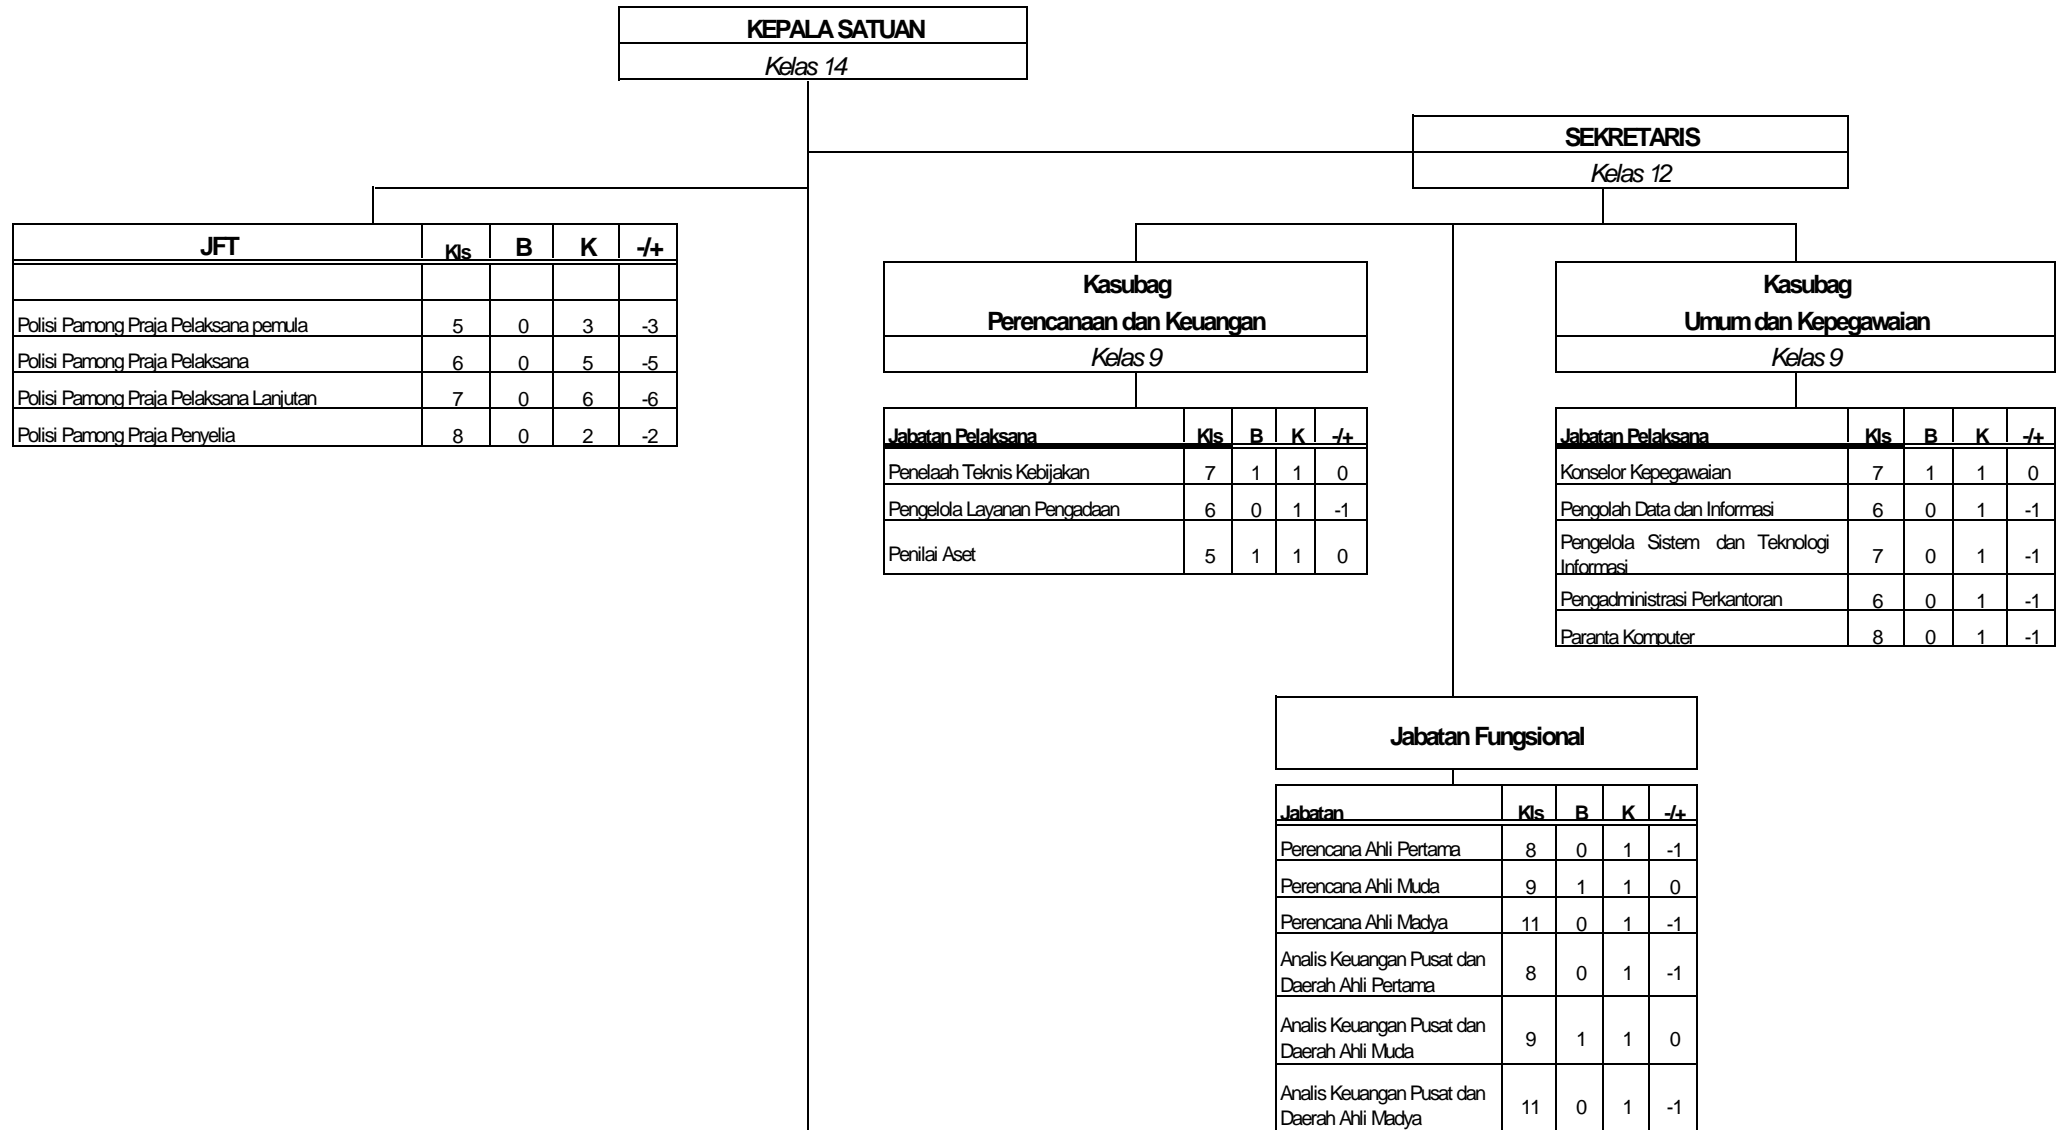 KEPALA SATUAN
Kelas 14
SEKRETARIS
Kelas 12
JFT Kls B K -/+
Polisi Pamong Praja Pelaksana pemula 5 0 3 -3
Polisi Pamong Praja Pelaksana 6 0 5 -5
Polisi Pamong Praja Pelaksana Lanjutan 7 0 6 -6
Polisi Pamong Praja Penyelia 8 0 2 -2
Kasubag
Perencanaan dan Keuangan
Kelas 9
Jabatan Pelaksana Kls B K -/+
Penelaah Teknis Kebijakan 7 1 1 0
Pengelola Layanan Pengadaan 6 0 1 -1
Penilai Aset 5 1 1 0
Kasubag
Umum dan Kepegawaian
Kelas 9
Jabatan Pelaksana Kls B K -/+
Konselor Kepegawaian 7 1 1 0
Pengolah Data dan Informasi 6 0 1 -1
Pengelola Sistem dan Teknologi
Informasi 7 0 1 -1
Pengadministrasi Perkantoran 6 0 1 -1
Paranta Komputer 8 0 1 -1
Jabatan Fungsional
Jabatan Kls B K -/+
Perencana Ahli Pertama 8 0 1 -1
Perencana Ahli Muda 9 1 1 0
Perencana Ahli Madya 11 0 1 -1
Analis Keuangan Pusat dan
Daerah Ahli Pertama 8 0 1 -1
Analis Keuangan Pusat dan
Daerah Ahli Muda 9 1 1 0
Analis Keuangan Pusat dan
Daerah Ahli Madya 11 0 1 -1